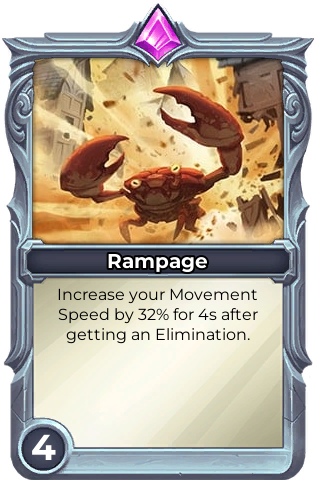 Rampage
Increase your Movement
Speed by 32% for 4s after
getting an Elimination.
4